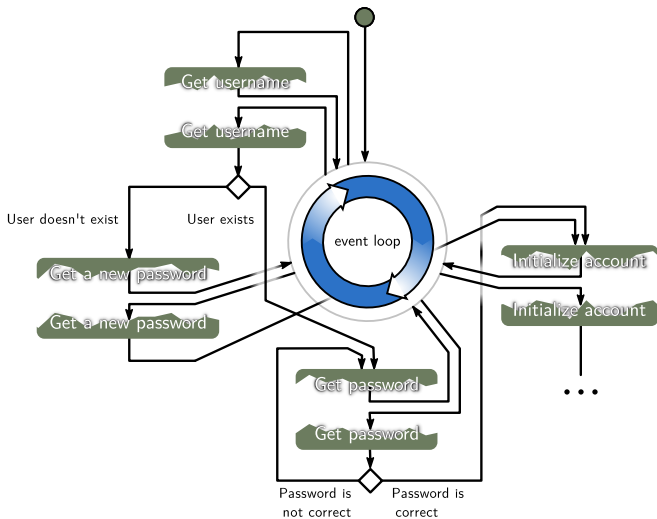 Get username
Get username
User doesn't exist
User exists
event loop
Get a new password
Get a new password
Initialize account
Initialize account
Get password
Get password
...
Password is
not correct
Password is
correct